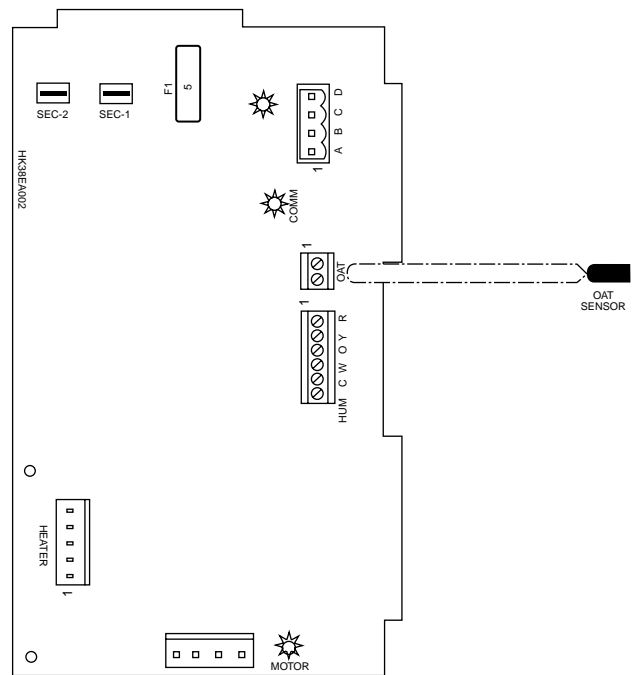 SEC-2
SEC-1
F1
5
A B C D
1
HK38EA002
COMM
1
OAT
OAT
SENSOR
1
HUM C W O Y R
HEATER
1
MOTOR